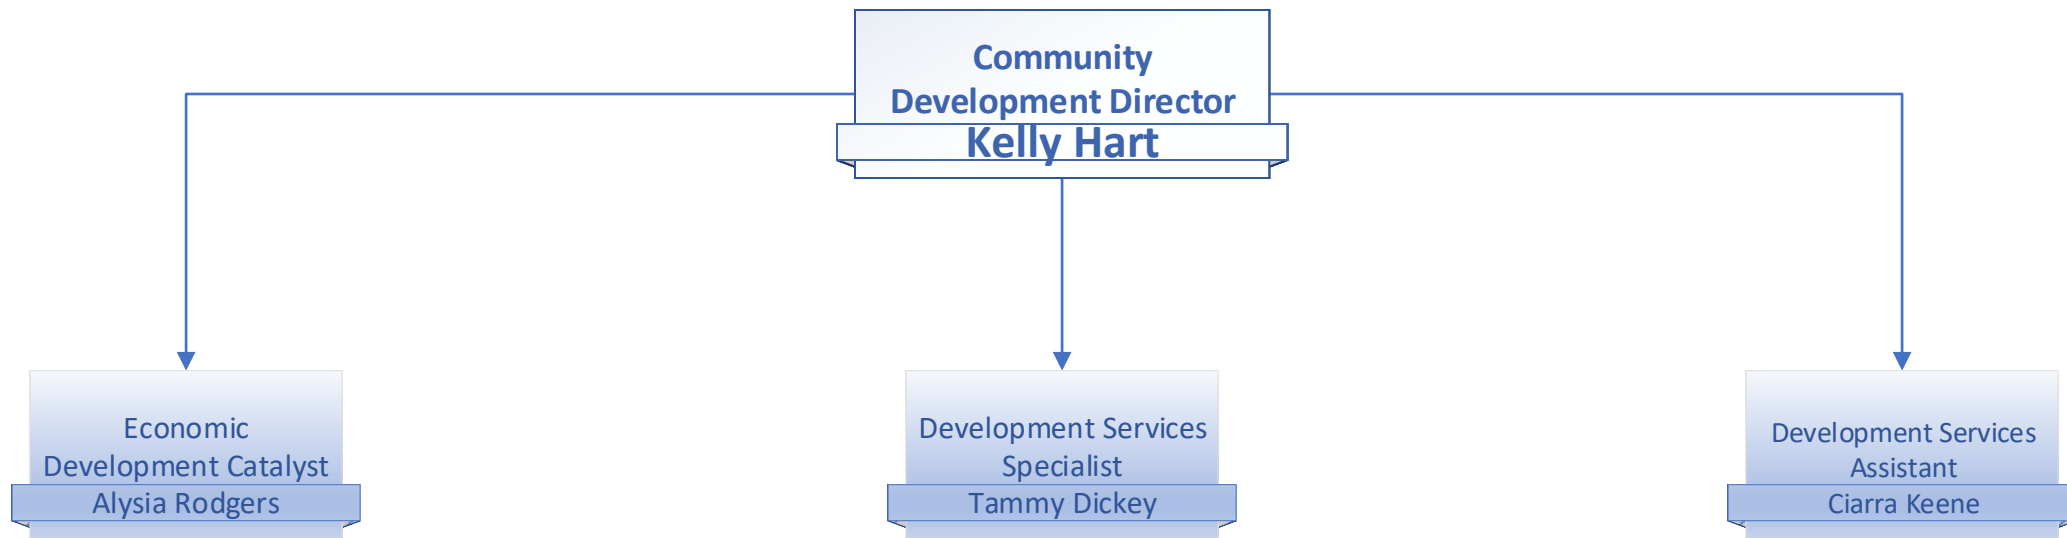 Community
Development Director
Kelly Hart
Economic
Development Catalyst
Alysia Rodgers
Development Services
Specialist
Tammy Dickey
Development Services
Assistant
Ciarra Keene